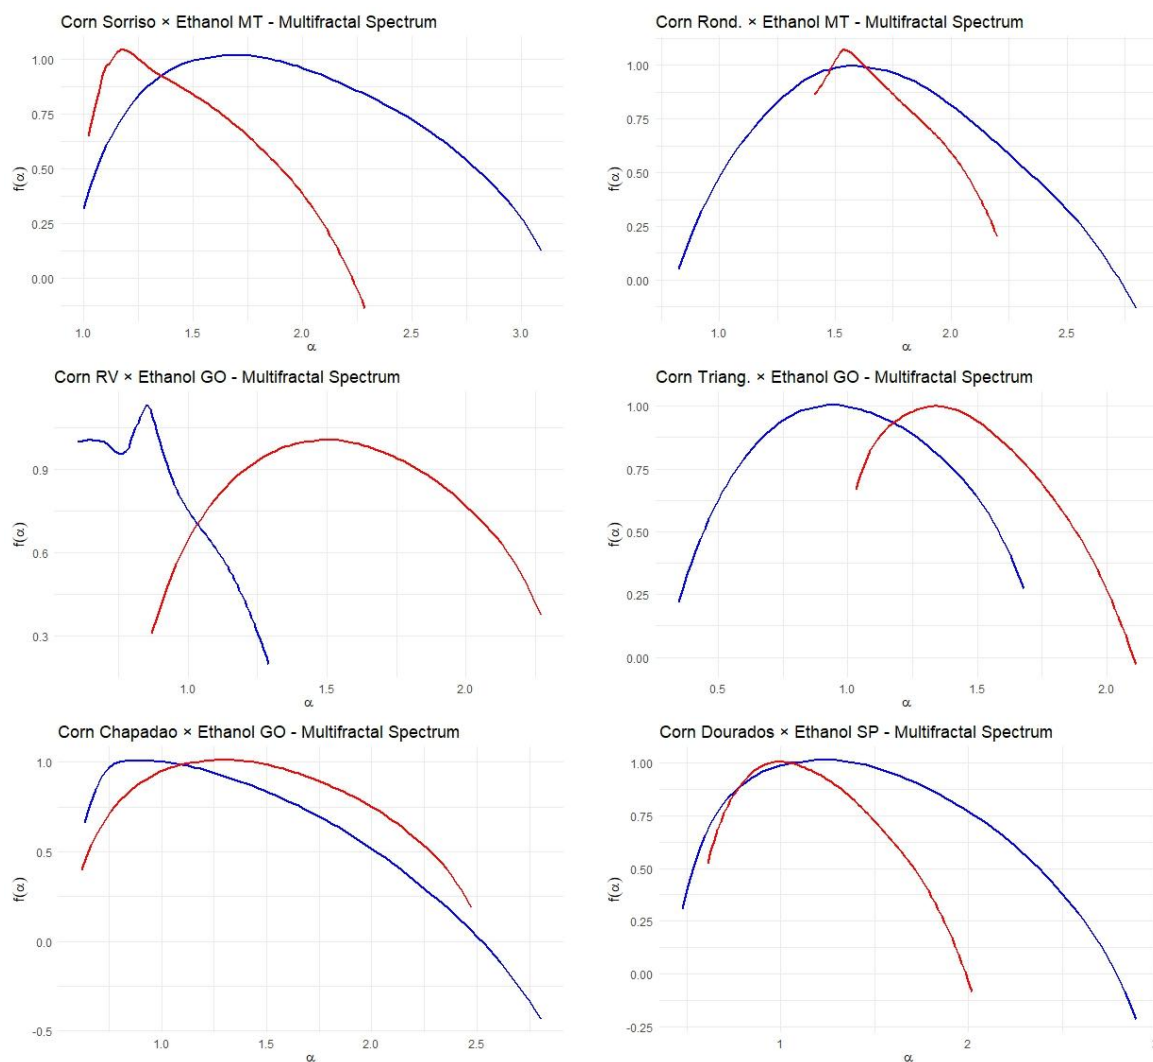 Corn Sorriso × Ethanol MT - Multifractal Spectrum
1.00
0.75
0.50
0.25
0.00
f(α)
1.0 1.5 2.0 2.5 3.0
α
Corn Rond. × Ethanol MT - Multifractal Spectrum
1.00
0.75
0.50
0.25
0.00
f(α)
1.0 1.5 2.0 2.5
α
Corn RV × Ethanol GO - Multifractal Spectrum
0.9
0.6
0.3
f(α)
1.0 1.5 2.0
α
Corn Triang. × Ethanol GO - Multifractal Spectrum
1.00
0.75
0.50
0.25
0.00
f(α)
0.5 1.0 1.5 2.0
α
Corn Chapadao × Ethanol GO - Multifractal Spectrum
1.0
0.5
0.0
-0.5
f(α)
1.0 1.5 2.0 2.5
α
Corn Dourados × Ethanol SP - Multifractal Spectrum
1.00
0.75
0.50
0.25
0.00
-0.25
f(α)
1 2
α